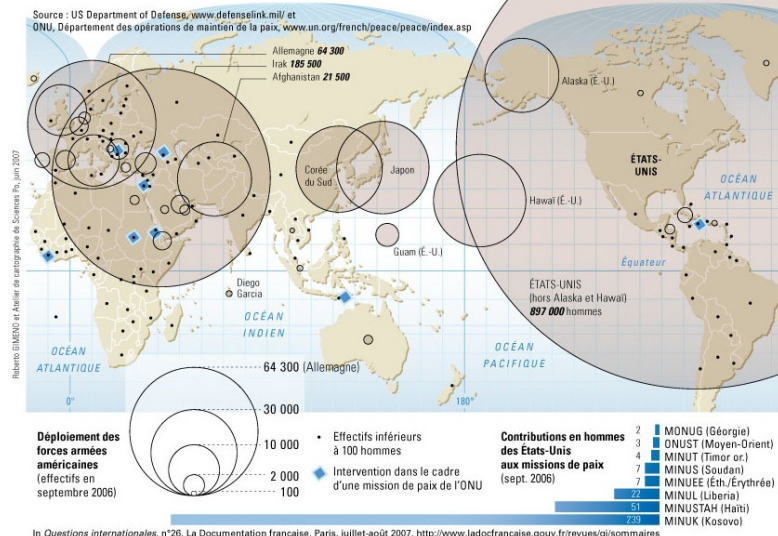 Source : US Department of Defense, www.defenselink.mil/ et
ONU, Département des opérations de maintien de la paix, www.un.org/french/peace/peace/index.asp
Allemagne 64 300
Irak 185 500
Afghanistan 21 500
Alaska (É.-U.)
ÉTATS-
UNIS
OCÉAN
ATLANTIQUE
Corée
du Sud
Japon
Hawaï (É.-U.)
Guam (É.-U.)
Équateur
Diego
Garcia
ÉTATS-UNIS
(hors Alaska et Hawaï)
897 000 hommes
OCÉAN
INDIEN
OCÉAN
ATLANTIQUE
OCÉAN
PACIFIQUE
0°
180°
Roberto GIMENO et Atelier de cartographie de Sciences Po, juin 2007
Déploiement des
forces armées
américaines
(effectifs en
septembre 2006)
64 300 (Allemagne)
30 000
10 000
2 000
100
Effectifs inférieurs
à 100 hommes
Intervention dans le cadre
d'une mission de paix de l'ONU
Contributions en hommes
des États-Unis
aux missions de paix
(sept. 2006)
2 MONUG (Géorgie)
3 ONUST (Moyen-Orient)
4 MINUT (Timor or.)
7 MINUS (Soudan)
7 MINUEE (Éth./Érythrée)
22 MINUL (Liberia)
51 MINUSTAH (Haïti)
239 MINUK (Kosovo)
In Questions internationales, n°26, La Documentation française, Paris, juillet-août 2007, http://www.ladocfrancaise.gouv.fr/revues/qi/sommaires